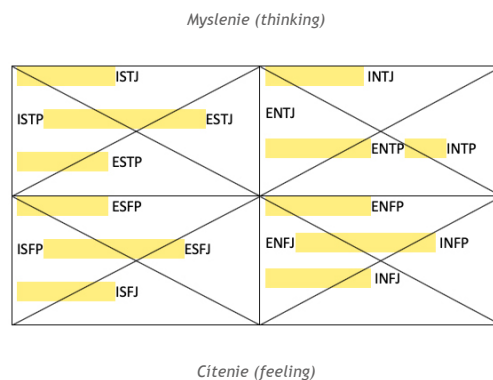 Myslenie (thinking)
ISTJ INTJ
ISTP ESTJ ENTJ
ESTP ENTP INTP
ESFP ENFP
ISFP ESFJ ENFJ INFP
ISFJ INFJ
Cítenie (feeling)